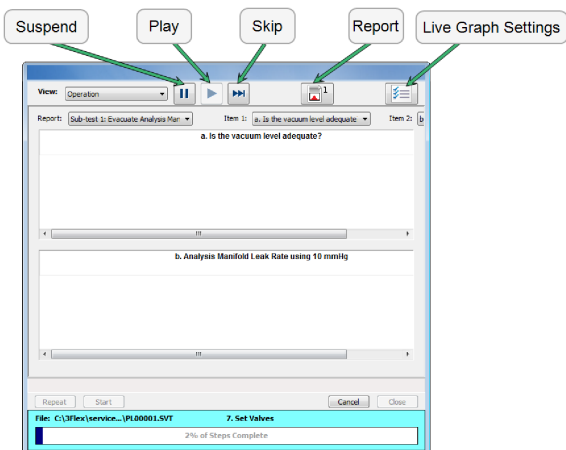 Suspend Play Skip Report Live Graph Settings
View: Operation 1
Report: Sub-test 1: Evacuate Analysis Man Item 1: a. Is the vacuum level adequate Item 2: b
a. Is the vacuum level adequate?
b. Analysis Manifold Leak Rate using 10 mmHg
Repeat Start Cancel Close
File: C:\3Flex\service...\PL00001.SVT 7. Set Valves
2% of Steps Complete